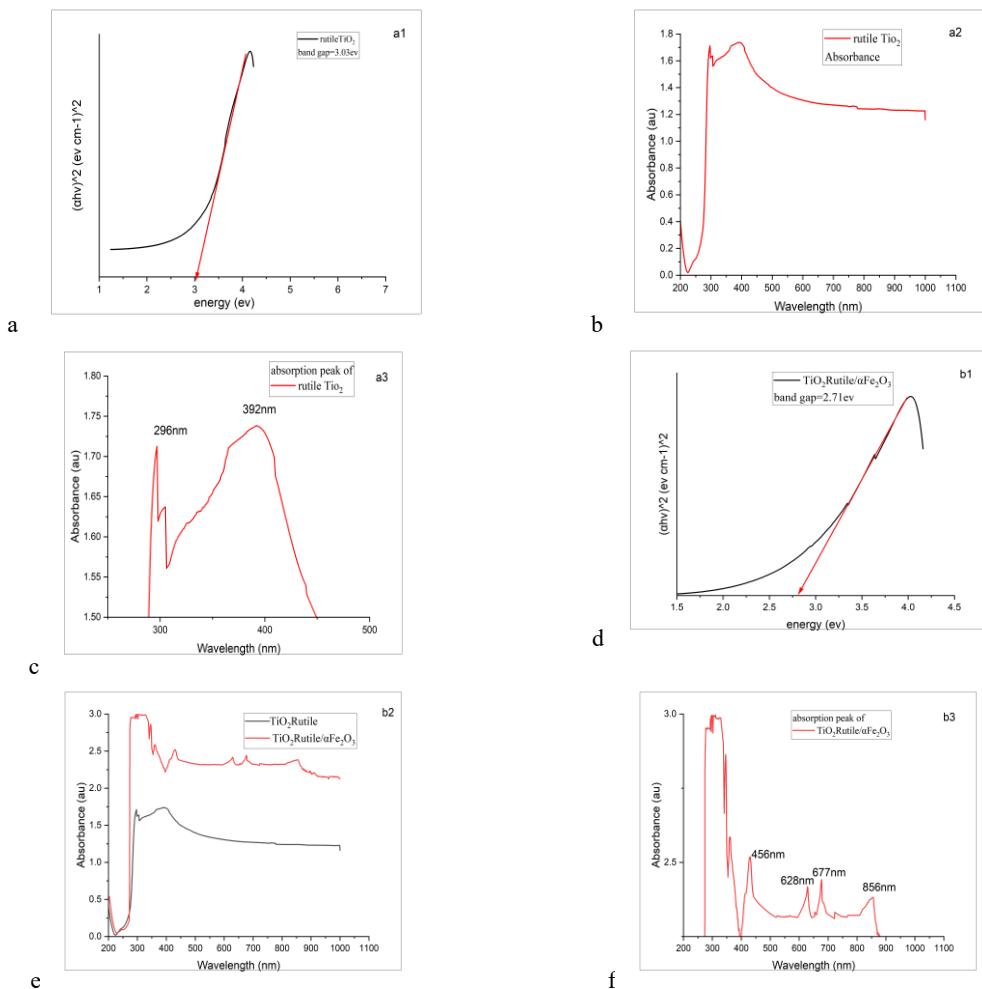 a1
rutileTiO2
band gap=3.03ev
(αhv)^2 (ev cm-1)^2
1 2 3 4 5 6 7
energy (ev)
a
a2
rutile Tio2
Absorbance
Absorbance (au)
1.8
1.6
1.4
1.2
1.0
0.8
0.6
0.4
0.2
0.0
200 300 400 500 600 700 800 900 1000 1100
Wavelength (nm)
b
a3
absorption peak of
rutile Tio2
296nm
392nm
Absorbance (au)
1.80
1.75
1.70
1.65
1.60
1.55
1.50
300 400 500
Wavelength (nm)
c
b1
TiO2Rutile/αFe2O3
band gap=2.71ev
(αhv)^2 (ev cm-1)^2
1.5 2.0 2.5 3.0 3.5 4.0 4.5
energy (ev)
d
b2
TiO2Rutile
TiO2Rutile/αFe2O3
Absorbance (au)
3.0
2.5
2.0
1.5
1.0
0.5
0.0
200 300 400 500 600 700 800 900 1000 1100
Wavelength (nm)
e
b3
absorption peak of
TiO2Rutile/αFe2O3
456nm
628nm
677nm
856nm
Absorbance (au)
3.0
2.5
200 300 400 500 600 700 800 900 1000 1100
Wavelength (nm)
f